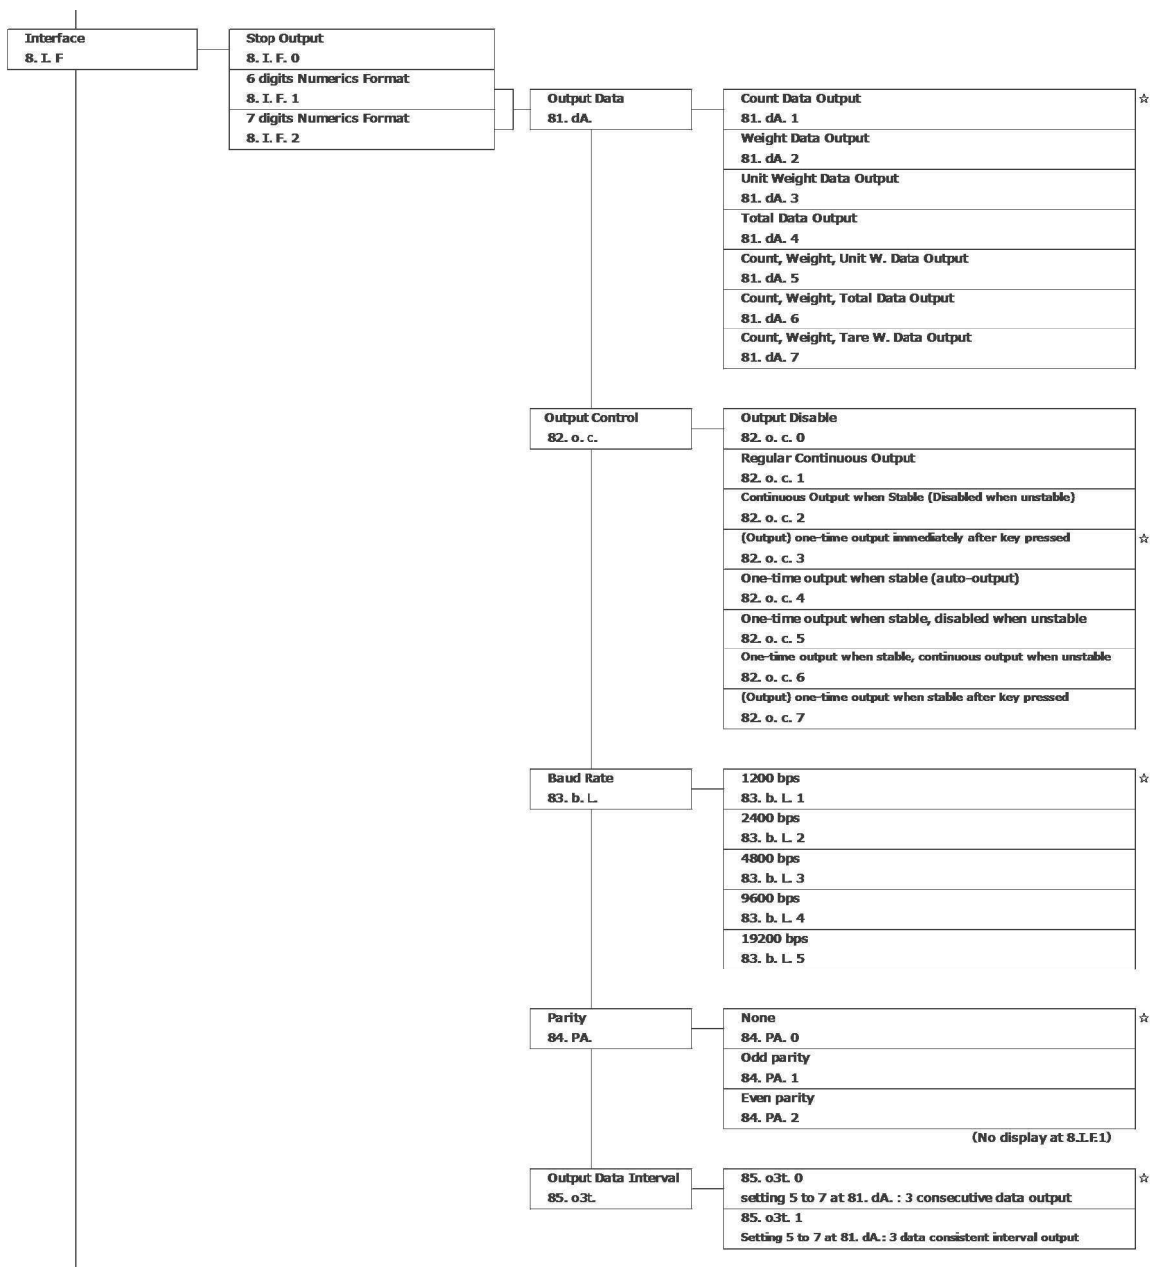 Interface
8. I. F
Stop Output
8. I. F. 0
6 digits Numerics Format
8. I. F. 1
7 digits Numerics Format
8. I. F. 2
Output Data
81. dA.
Count Data Output
☆
81. dA. 1
Weight Data Output
81. dA. 2
Unit Weight Data Output
81. dA. 3
Total Data Output
81. dA. 4
Count, Weight, Unit W. Data Output
81. dA. 5
Count, Weight, Total Data Output
81. dA. 6
Count, Weight, Tare W. Data Output
81. dA. 7
Output Control
82. o. c.
Output Disable
82. o. c. 0
Regular Continuous Output
82. o. c. 1
Continuous Output when Stable (Disabled when unstable)
82. o. c. 2
(Output) one-time output immediately after key pressed
☆
82. o. c. 3
One-time output when stable (auto-output)
82. o. c. 4
One-time output when stable, disabled when unstable
82. o. c. 5
One-time output when stable, continuous output when unstable
82. o. c. 6
(Output) one-time output when stable after key pressed
82. o. c. 7
Baud Rate
83. b. L.
1200 bps
☆
83. b. L. 1
2400 bps
83. b. L. 2
4800 bps
83. b. L. 3
9600 bps
83. b. L. 4
19200 bps
83. b. L. 5
Parity
84. PA.
None
☆
84. PA. 0
Odd parity
84. PA. 1
Even parity
84. PA. 2
(No display at 8.I.F.1)
Output Data Interval
85. o3t.
85. o3t. 0
☆
setting 5 to 7 at 81. dA. : 3 consecutive data output
85. o3t. 1
Setting 5 to 7 at 81. dA.: 3 data consistent interval output